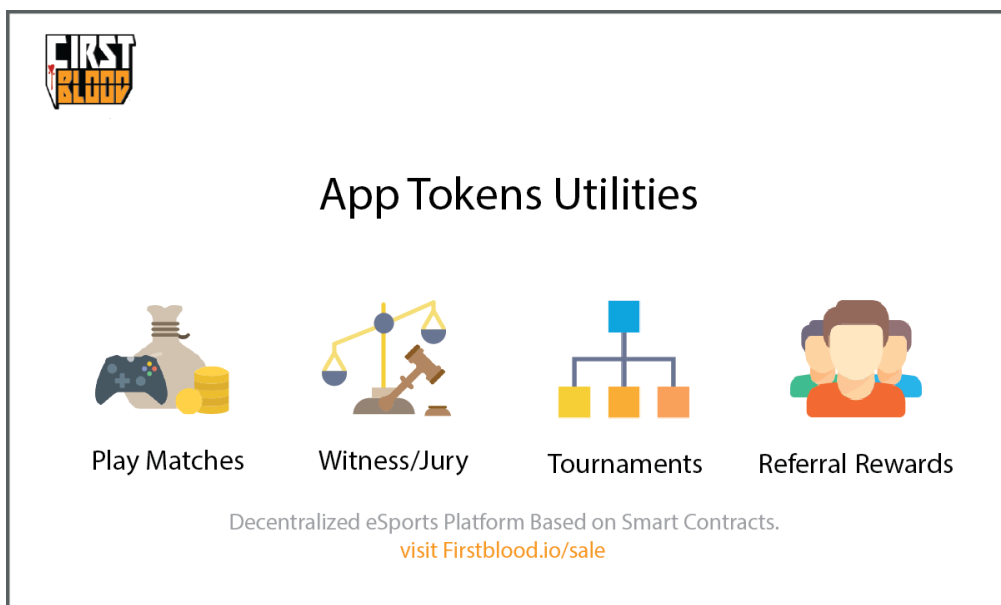 FIRST
BLOOD
App Tokens Utilities
Play Matches
Witness/Jury
Tournaments
Referral Rewards
Decentralized eSports Platform Based on Smart Contracts.
visit Firstblood.io/sale